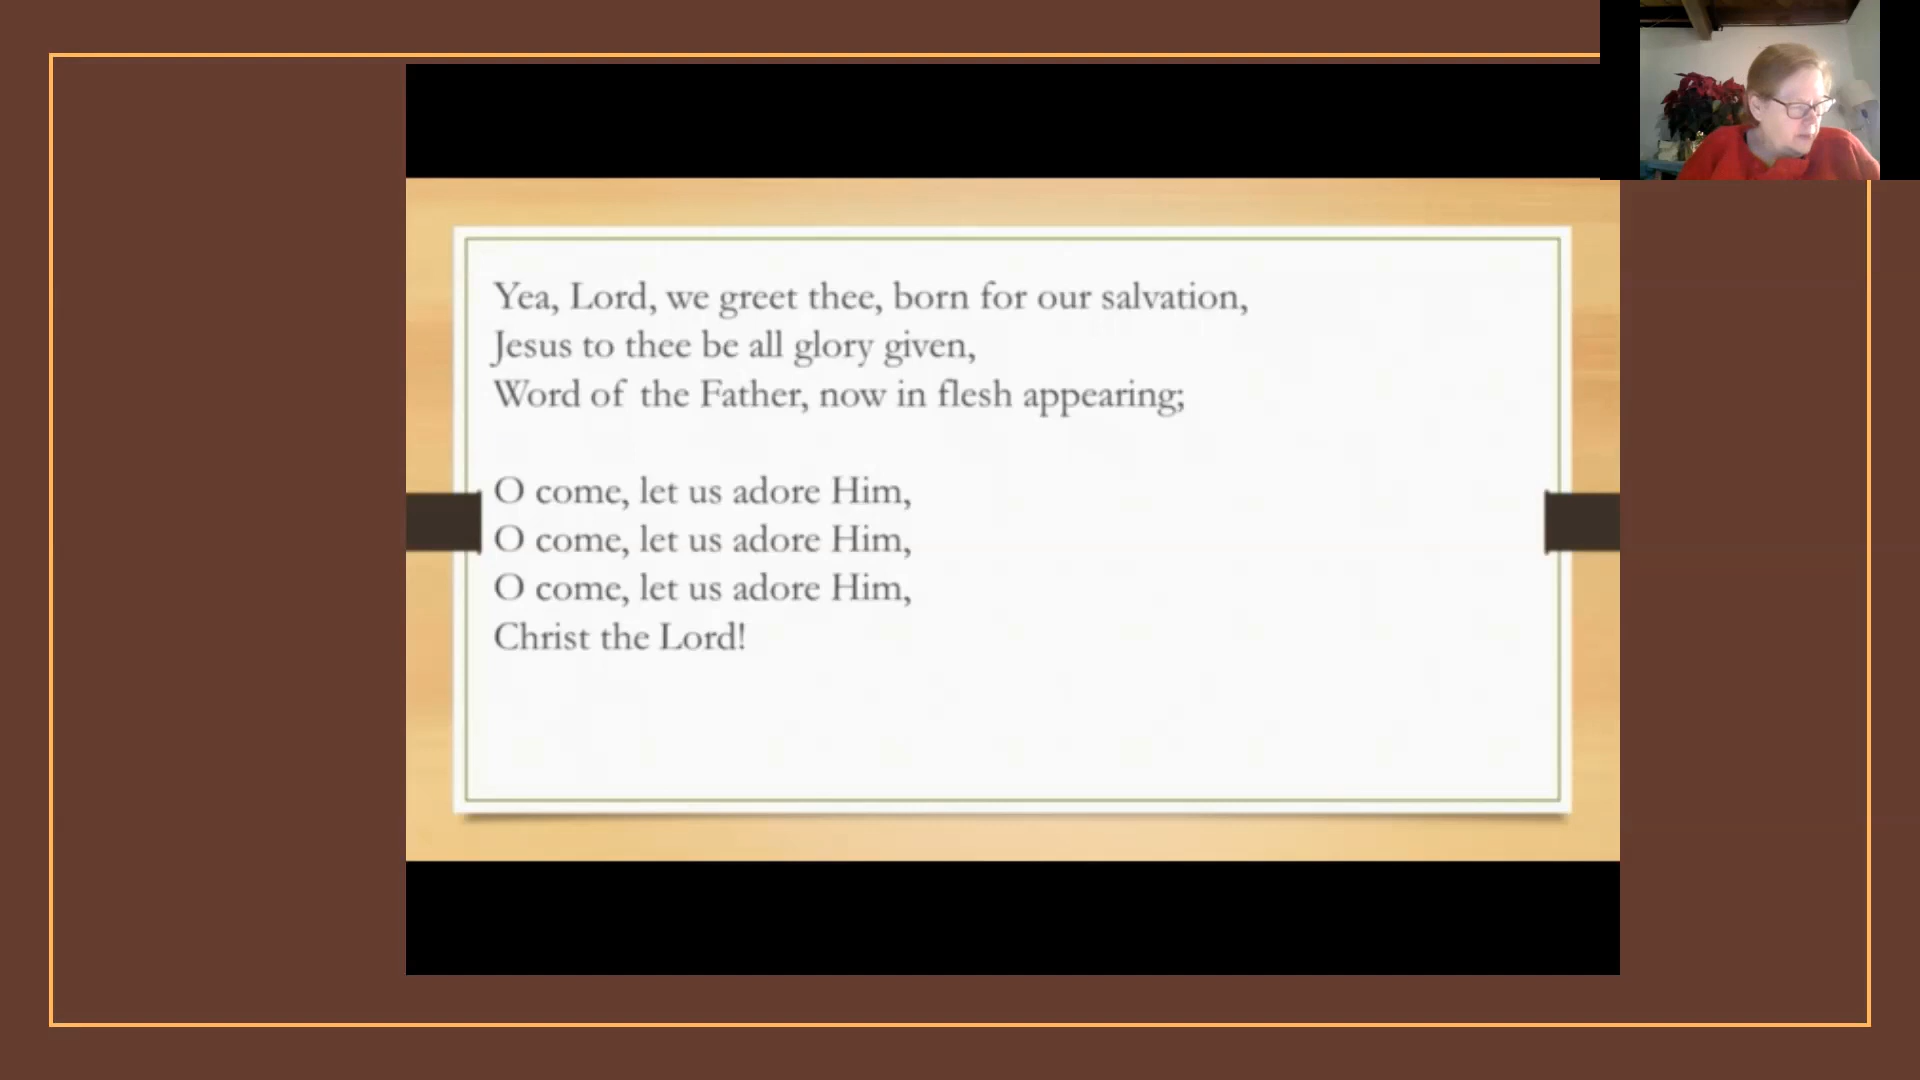 Yea, Lord, we greet thee, born for our salvation,
Jesus to thee be all glory given,
Word of the Father, now in flesh appearing;
O come, let us adore Him,
O come, let us adore Him,
O come, let us adore Him,
Christ the Lord!